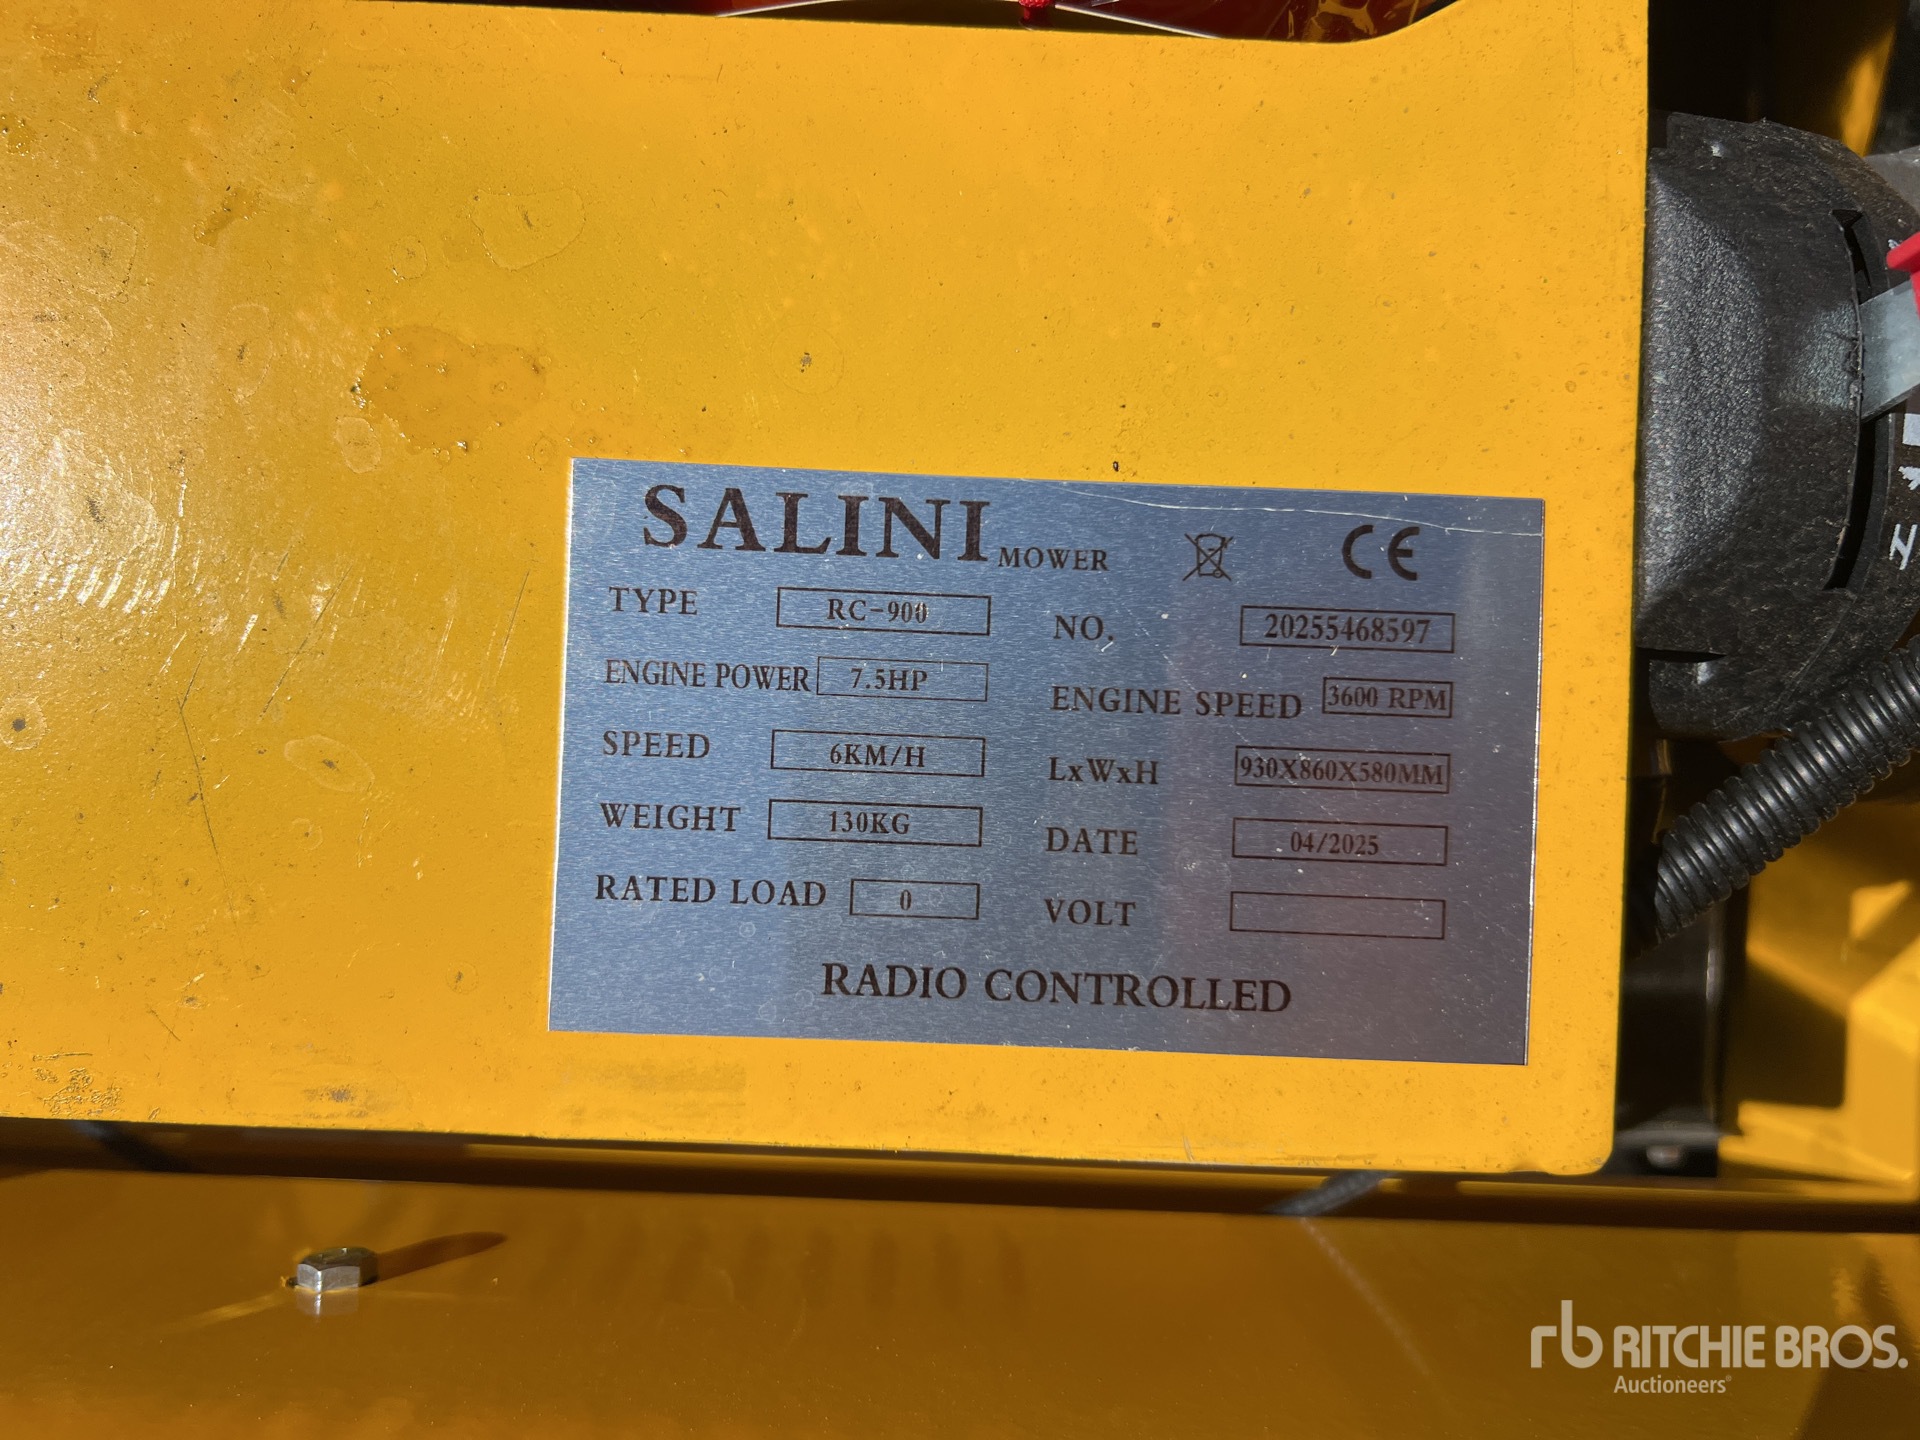 SALINI MOWER CE
TYPE RC-900 NO. 20255468597
ENGINE POWER 7.5HP ENGINE SPEED 3600 RPM
SPEED 6KM/H LxWxH 930X860X580MM
WEIGHT 130KG DATE 04/2025
RATED LOAD 0 VOLT
RADIO CONTROLLED
H
rb RITCHIE BROS.
Auctioneers